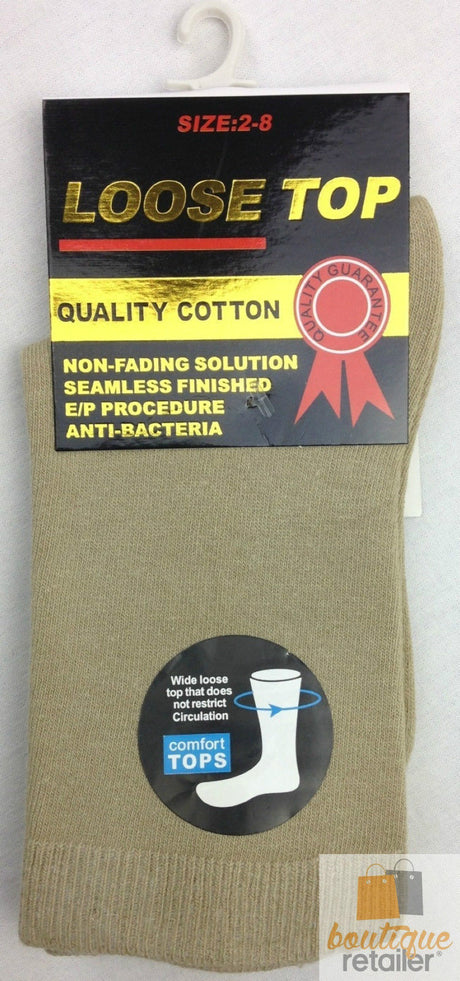 SIZE:2-8
LOOSE TOP
QUALITY COTTON
QUALITY GUARANTEE
NON-FADING SOLUTION
SEAMLESS FINISHED
E/P PROCEDURE
ANTI-BACTERIA
Wide loose
top that does
not restrict
Circulation
comfort
TOPS
boutique
retailer®